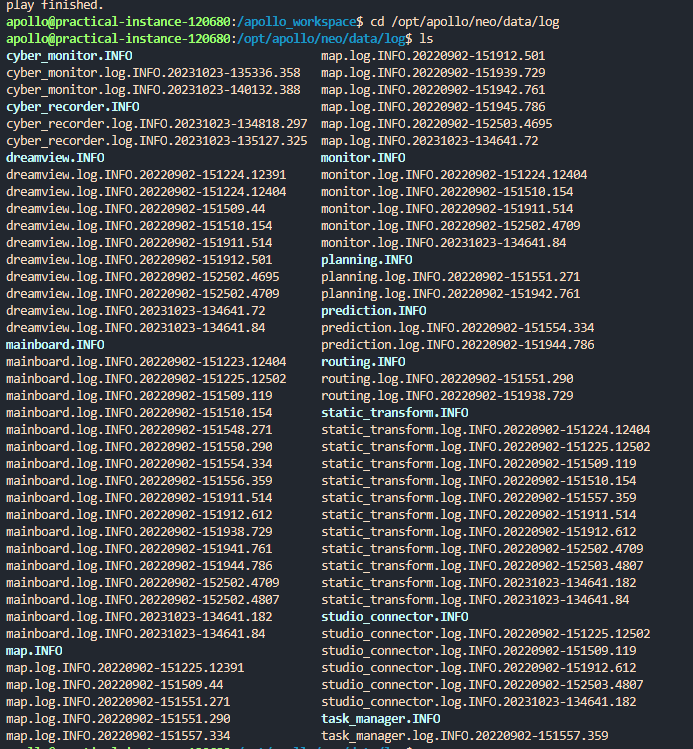 play finished.
apollo@practical-instance-120680:/apollo_workspace$ cd /opt/apollo/neo/data/log
apollo@practical-instance-120680:/opt/apollo/neo/data/log$ ls
cyber_monitor.INFO map.log.INFO.20220902-151912.501
cyber_monitor.log.INFO.20231023-135336.358 map.log.INFO.20220902-151939.729
cyber_monitor.log.INFO.20231023-140132.388 map.log.INFO.20220902-151942.761
cyber_recorder.INFO map.log.INFO.20220902-151945.786
cyber_recorder.log.INFO.20231023-134818.297 map.log.INFO.20220902-152503.4695
cyber_recorder.log.INFO.20231023-135127.325 map.log.INFO.20231023-134641.72
dreamview.INFO monitor.INFO
dreamview.log.INFO.20220902-151224.12391 monitor.log.INFO.20220902-151224.12404
dreamview.log.INFO.20220902-151224.12404 monitor.log.INFO.20220902-151510.154
dreamview.log.INFO.20220902-151509.44 monitor.log.INFO.20220902-151911.514
dreamview.log.INFO.20220902-151510.154 monitor.log.INFO.20220902-152502.4709
dreamview.log.INFO.20220902-151911.514 monitor.log.INFO.20231023-134641.84
dreamview.log.INFO.20220902-151912.501 planning.INFO
dreamview.log.INFO.20220902-152502.4695 planning.log.INFO.20220902-151551.271
dreamview.log.INFO.20220902-152502.4709 planning.log.INFO.20220902-151942.761
dreamview.log.INFO.20231023-134641.72 prediction.INFO
dreamview.log.INFO.20231023-134641.84 prediction.log.INFO.20220902-151554.334
mainboard.INFO prediction.log.INFO.20220902-151944.786
mainboard.log.INFO.20220902-151223.12404 routing.INFO
mainboard.log.INFO.20220902-151225.12502 routing.log.INFO.20220902-151551.290
mainboard.log.INFO.20220902-151509.119 routing.log.INFO.20220902-151938.729
mainboard.log.INFO.20220902-151510.154 static_transform.INFO
mainboard.log.INFO.20220902-151548.271 static_transform.log.INFO.20220902-151224.12404
mainboard.log.INFO.20220902-151550.290 static_transform.log.INFO.20220902-151225.12502
mainboard.log.INFO.20220902-151554.334 static_transform.log.INFO.20220902-151509.119
mainboard.log.INFO.20220902-151556.359 static_transform.log.INFO.20220902-151510.154
mainboard.log.INFO.20220902-151911.514 static_transform.log.INFO.20220902-151557.359
mainboard.log.INFO.20220902-151912.612 static_transform.log.INFO.20220902-151911.514
mainboard.log.INFO.20220902-151938.729 static_transform.log.INFO.20220902-151912.612
mainboard.log.INFO.20220902-151941.761 static_transform.log.INFO.20220902-152502.4709
mainboard.log.INFO.20220902-151944.786 static_transform.log.INFO.20220902-152503.4807
mainboard.log.INFO.20220902-152502.4709 static_transform.log.INFO.20231023-134641.182
mainboard.log.INFO.20220902-152502.4807 static_transform.log.INFO.20231023-134641.84
mainboard.log.INFO.20231023-134641.182 studio_connector.INFO
mainboard.log.INFO.20231023-134641.84 studio_connector.log.INFO.20220902-151225.12502
map.INFO studio_connector.log.INFO.20220902-151509.119
map.log.INFO.20220902-151225.12391 studio_connector.log.INFO.20220902-151912.612
map.log.INFO.20220902-151509.44 studio_connector.log.INFO.20220902-152503.4807
map.log.INFO.20220902-151551.271 studio_connector.log.INFO.20231023-134641.182
map.log.INFO.20220902-151551.290 task_manager.INFO
map.log.INFO.20220902-151557.334 task_manager.log.INFO.20220902-151557.359